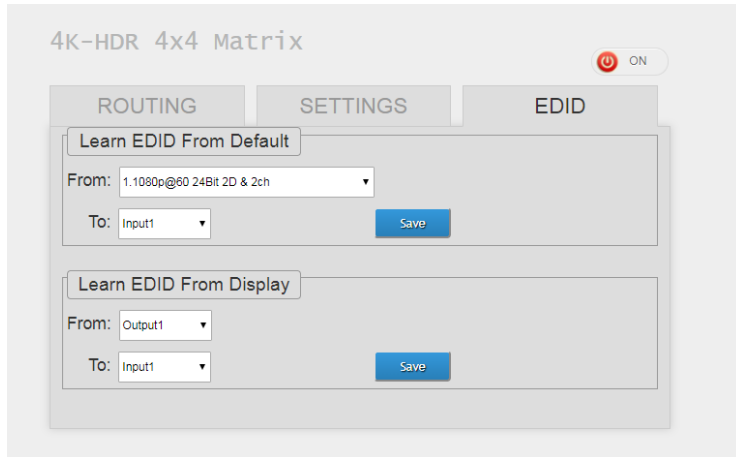 4K-HDR 4x4 Matrix
ON
ROUTING SETTINGS EDID
Learn EDID From Default
From: 1.1080p@60 24Bit 2D & 2ch
To: Input1 Save
Learn EDID From Display
From: Output1
To: Input1 Save